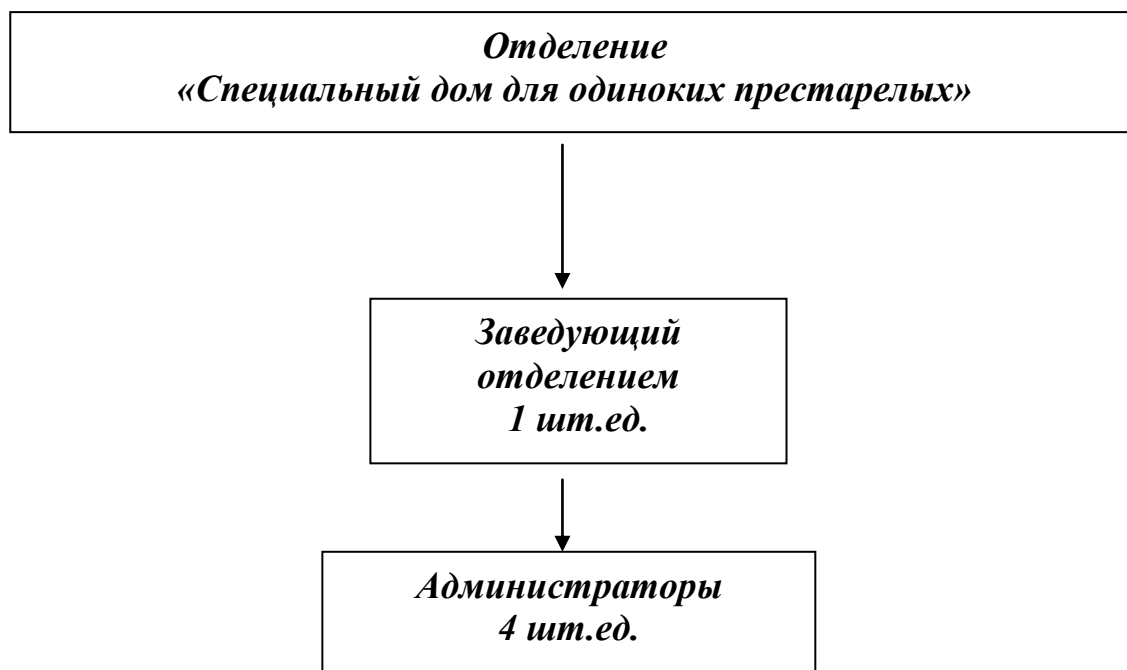 Отделение
«Специальный дом для одиноких престарелых»
Заведующий
отделением
1 шт.ед.
Администраторы
4 шт.ед.